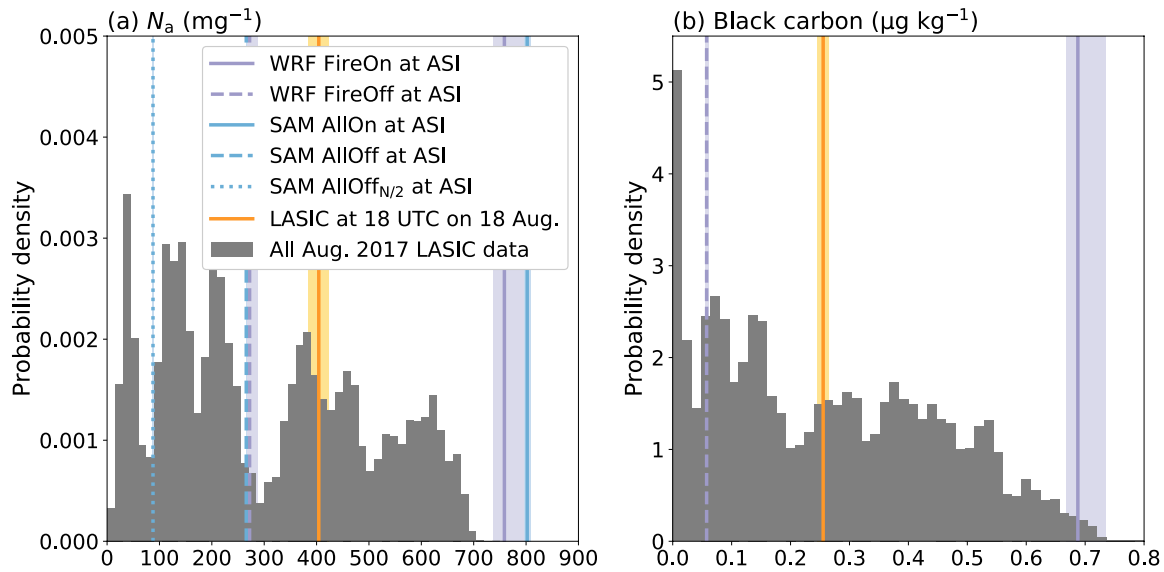 (a) Nₐ (mg⁻¹)
0.005
0.004
0.003
0.002
0.001
0.000
Probability density
0 100 200 300 400 500 600 700 800 900
WRF FireOn at ASI
WRF FireOff at ASI
SAM AllOn at ASI
SAM AllOff at ASI
SAM AllOff_N/2 at ASI
LASIC at 18 UTC on 18 Aug.
All Aug. 2017 LASIC data
(b) Black carbon (μg kg⁻¹)
5
4
3
2
1
0
Probability density
0.0 0.1 0.2 0.3 0.4 0.5 0.6 0.7 0.8